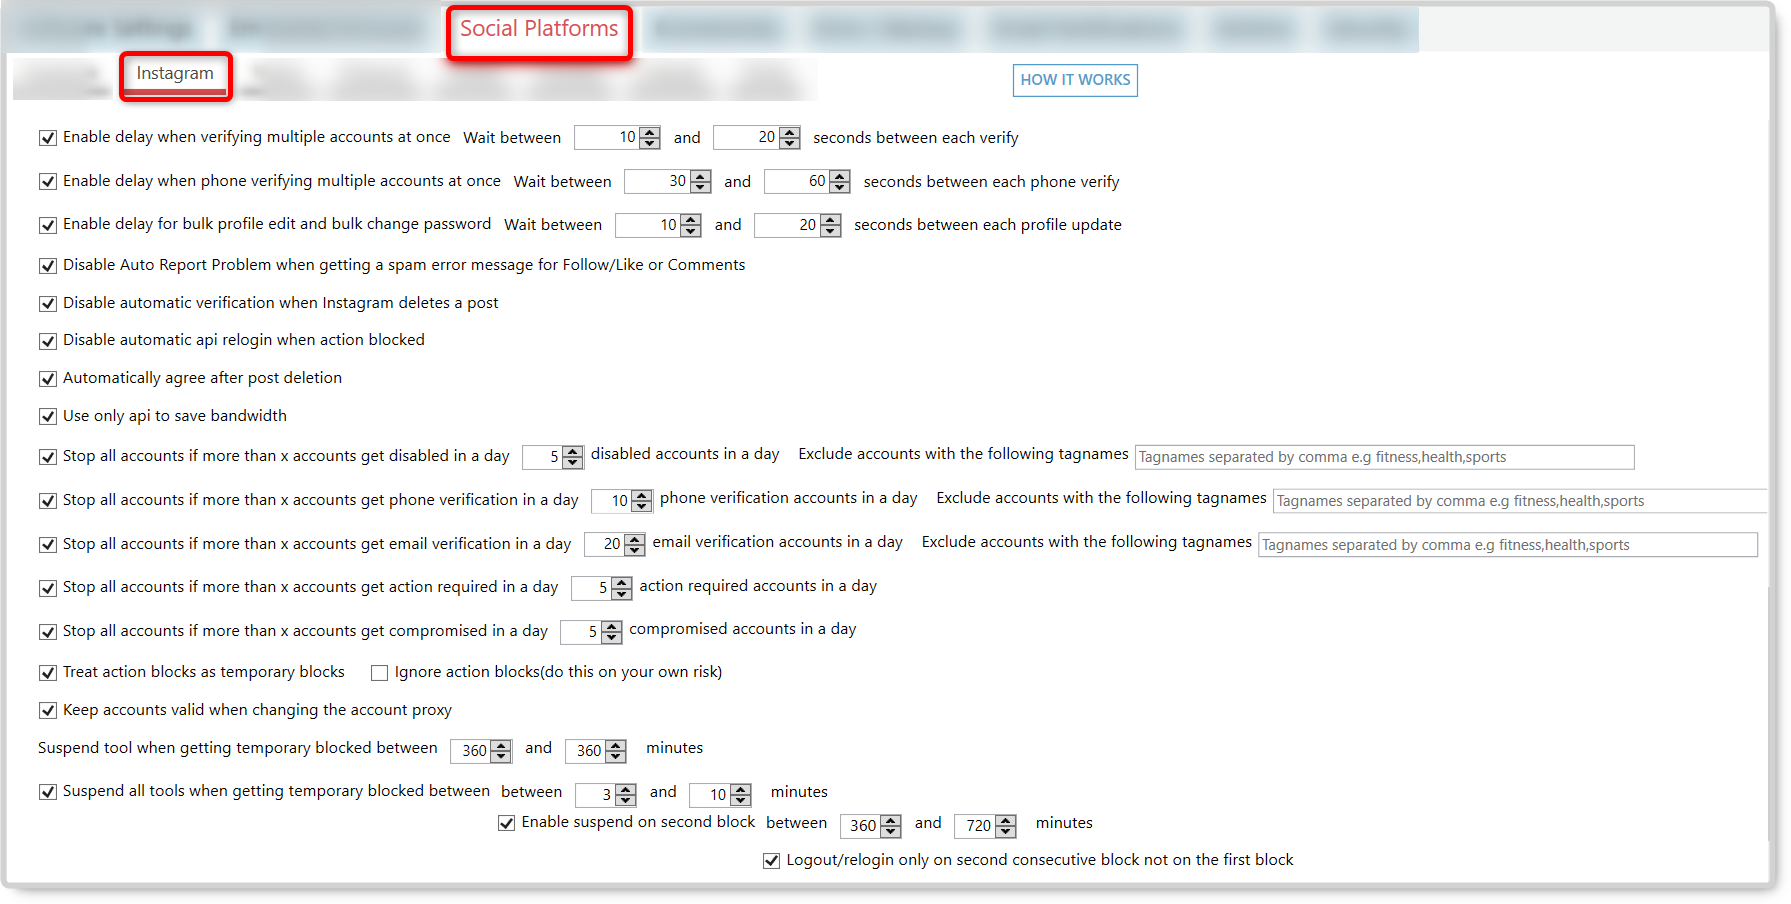 Settings Social Platforms
Instagram HOW IT WORKS
Enable delay when verifying multiple accounts at once Wait between 10 and 20 seconds between each verify
Enable delay when phone verifying multiple accounts at once Wait between 30 and 60 seconds between each phone verify
Enable delay for bulk profile edit and bulk change password Wait between 10 and 20 seconds between each profile update
Disable Auto Report Problem when getting a spam error message for Follow/Like or Comments
Disable automatic verification when Instagram deletes a post
Disable automatic api relogin when action blocked
Automatically agree after post deletion
Use only api to save bandwidth
Stop all accounts if more than x accounts get disabled in a day 5 disabled accounts in a day Exclude accounts with the following tagnames Tagnames separated by comma e.g fitness,health,sports
Stop all accounts if more than x accounts get phone verification in a day 10 phone verification accounts in a day Exclude accounts with the following tagnames Tagnames separated by comma e.g fitness,health,sports
Stop all accounts if more than x accounts get email verification in a day 20 email verification accounts in a day Exclude accounts with the following tagnames Tagnames separated by comma e.g fitness,health,sports
Stop all accounts if more than x accounts get action required in a day 5 action required accounts in a day
Stop all accounts if more than x accounts get compromised in a day 5 compromised accounts in a day
Treat action blocks as temporary blocks Ignore action blocks(do this on your own risk)
Keep accounts valid when changing the account proxy
Suspend tool when getting temporary blocked between 360 and 360 minutes
Suspend all tools when getting temporary blocked between between 3 and 10 minutes
Enable suspend on second block between 360 and 720 minutes
Logout/relogin only on second consecutive block not on the first block